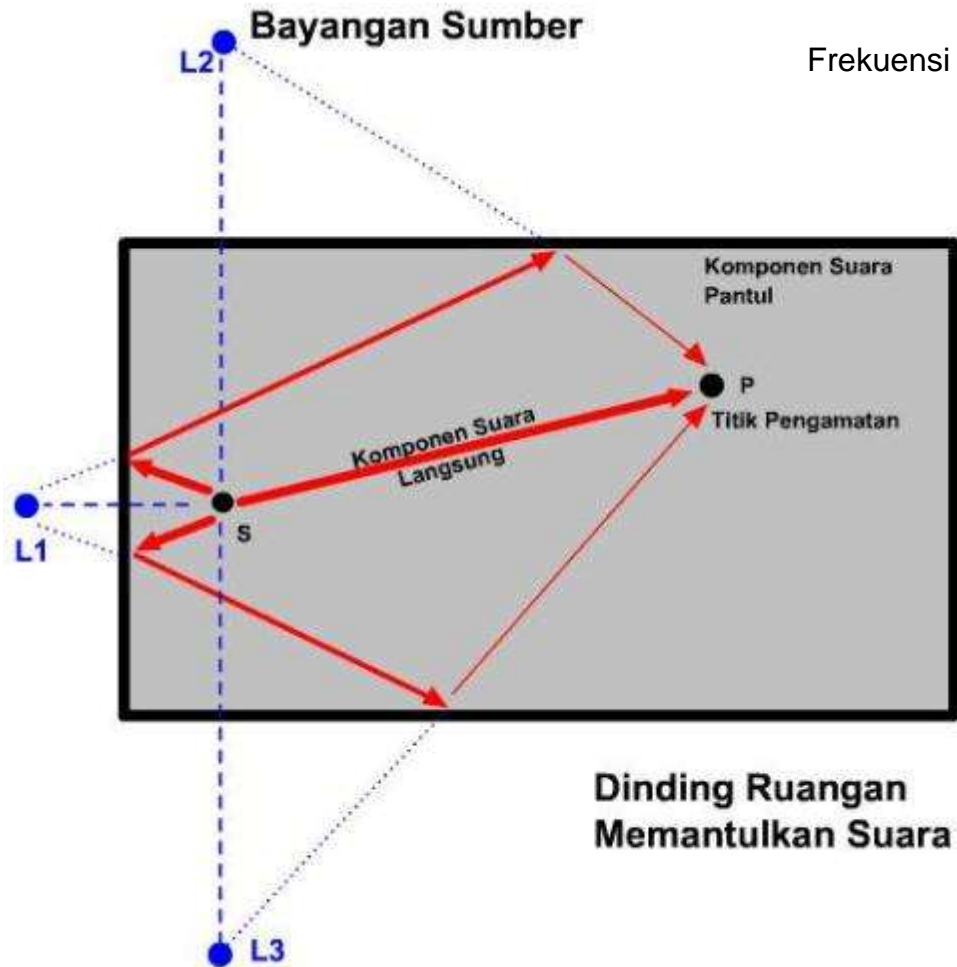 Bayangan Sumber
L2
Frekuensi
Komponen Suara
Pantul
P
Titik Pengamatan
Komponen Suara
Langsung
S
L1
Dinding Ruangan
Memantulkan Suara
L3